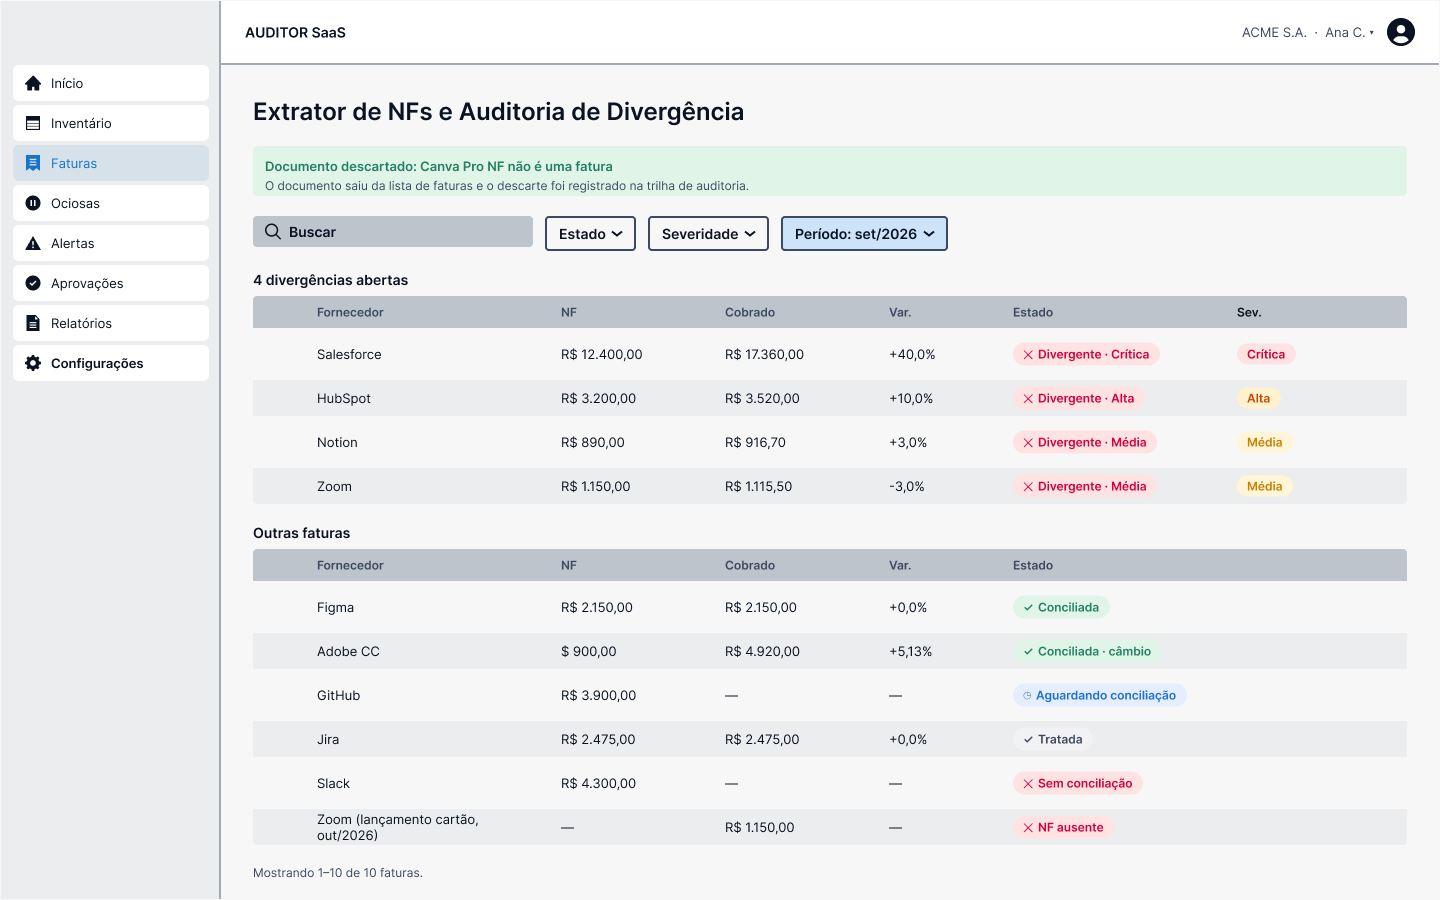 AUDITOR SaaS
ACME S.A. · Ana C. ▾
Início
Inventário
Faturas
Ociosas
Alertas
Aprovações
Relatórios
Configurações
Extrator de NFs e Auditoria de Divergência
Documento descartado: Canva Pro NF não é uma fatura
O documento saiu da lista de faturas e o descarte foi registrado na trilha de auditoria.
Buscar Estado Severidade Período: set/2026
4 divergências abertas
Fornecedor NF Cobrado Var. Estado Sev.
Salesforce R$ 12.400,00 R$ 17.360,00 +40,0% Divergente · Crítica Crítica
HubSpot R$ 3.200,00 R$ 3.520,00 +10,0% Divergente · Alta Alta
Notion R$ 890,00 R$ 916,70 +3,0% Divergente · Média Média
Zoom R$ 1.150,00 R$ 1.115,50 -3,0% Divergente · Média Média
Outras faturas
Fornecedor NF Cobrado Var. Estado
Figma R$ 2.150,00 R$ 2.150,00 +0,0% ✓ Conciliada
Adobe CC $ 900,00 R$ 4.920,00 +5,13% ✓ Conciliada · câmbio
GitHub R$ 3.900,00 — — Aguardando conciliação
Jira R$ 2.475,00 R$ 2.475,00 +0,0% ✓ Tratada
Slack R$ 4.300,00 — — Sem conciliação
Zoom (lançamento cartão,
out/2026) — R$ 1.150,00 — NF ausente
Mostrando 1–10 de 10 faturas.